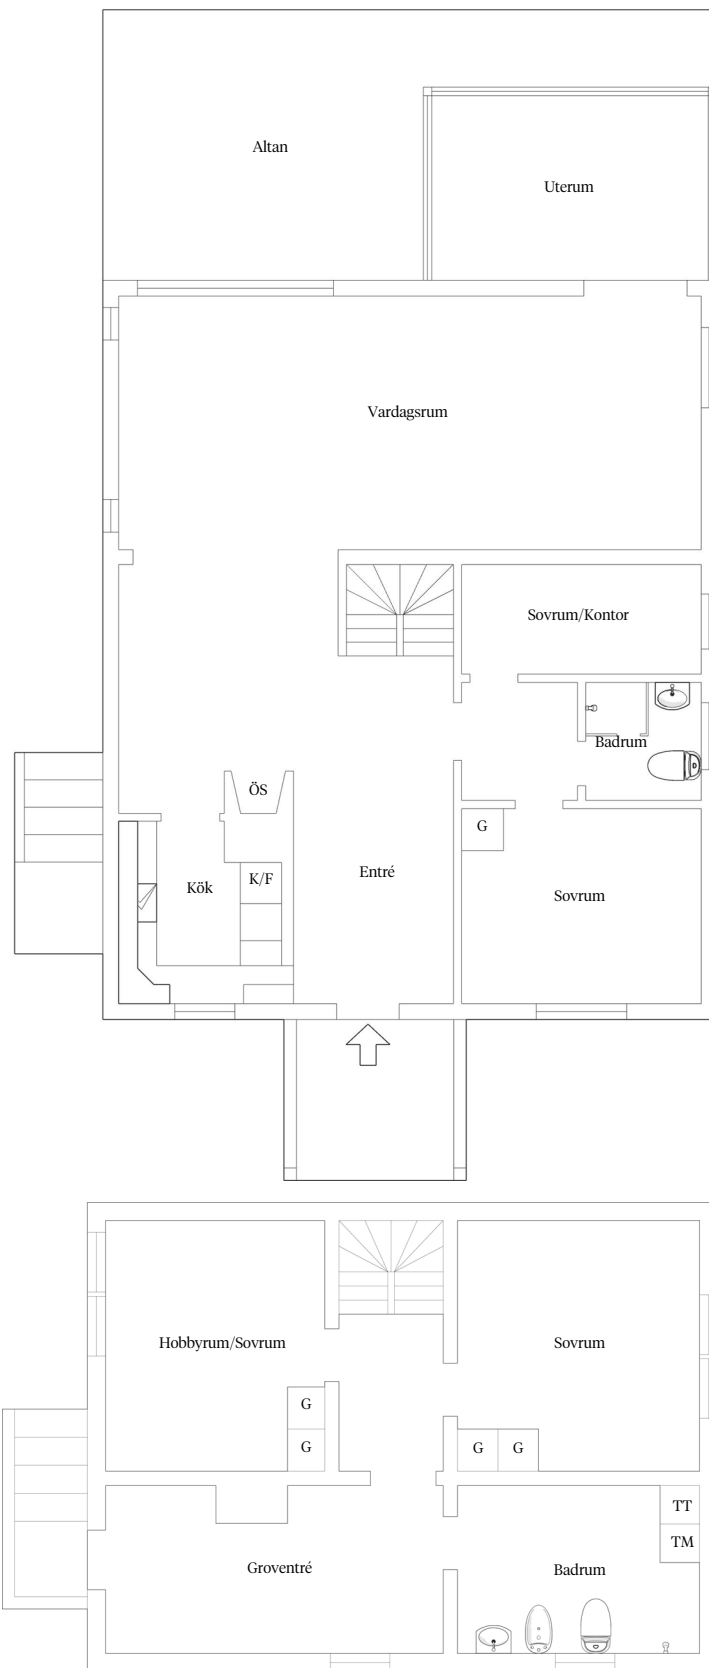 Altan
Uterum
Vardagsrum
Sovrum/Kontor
Badrum
ÖS
G
Entré
K/F
Kök
Sovrum
Hobbyrum/Sovrum
Sovrum
G
G
G G
TT
TM
Groventré
Badrum